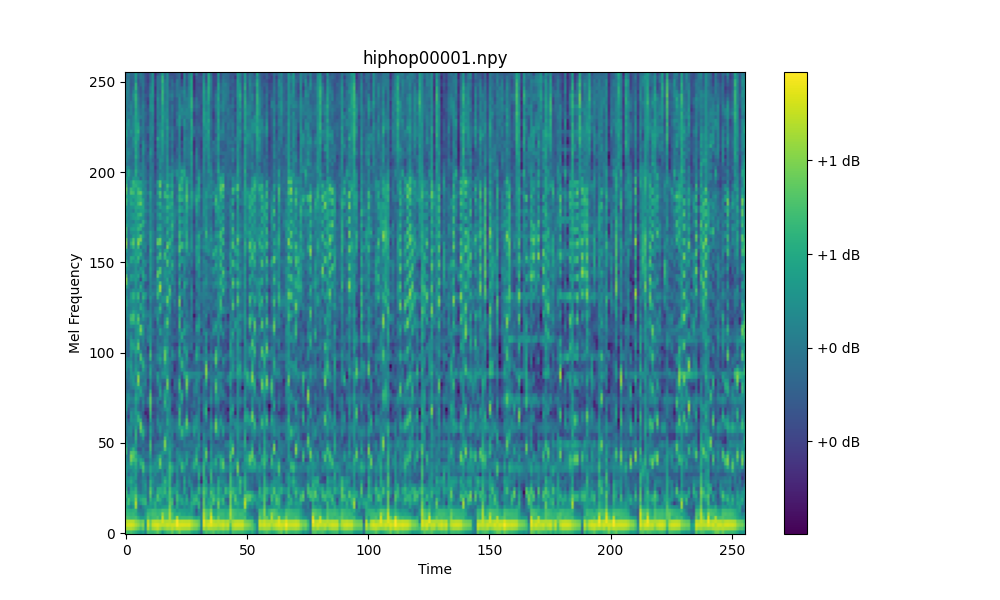 hiphop00001.npy
Mel Frequency
250
200
150
100
50
0
0 50 100 150 200 250
Time
+1 dB
+1 dB
+0 dB
+0 dB